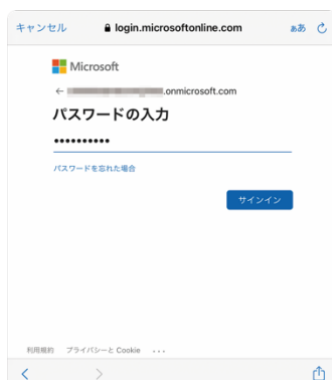 キャンセル login.microsoftonline.com ぁあ
Microsoft
.onmicrosoft.com
パスワードの入力
••••••••••
パスワードを忘れた場合
サインイン
利用規約 プライバシーと Cookie ...